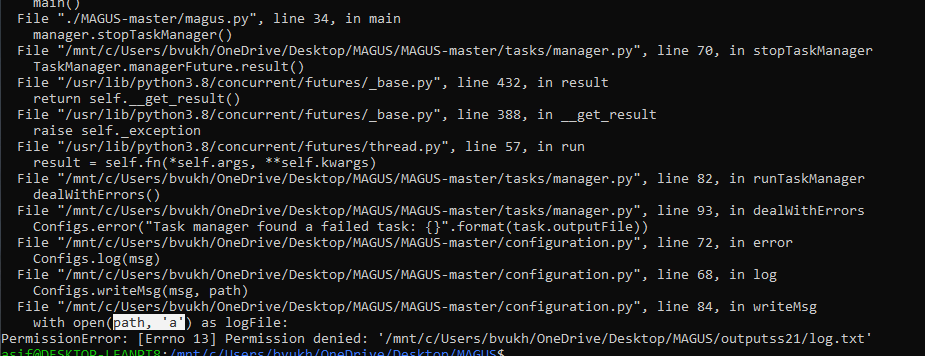 main()
  File "./MAGUS-master/magus.py", line 34, in main
    manager.stopTaskManager()
  File "/mnt/c/Users/bvukh/OneDrive/Desktop/MAGUS/MAGUS-master/tasks/manager.py", line 70, in stopTaskManager
    TaskManager.managerFuture.result()
  File "/usr/lib/python3.8/concurrent/futures/_base.py", line 432, in result
    return self.__get_result()
  File "/usr/lib/python3.8/concurrent/futures/_base.py", line 388, in __get_result
    raise self._exception
  File "/usr/lib/python3.8/concurrent/futures/thread.py", line 57, in run
    result = self.fn(*self.args, **self.kwargs)
  File "/mnt/c/Users/bvukh/OneDrive/Desktop/MAGUS/MAGUS-master/tasks/manager.py", line 82, in runTaskManager
    dealWithErrors()
  File "/mnt/c/Users/bvukh/OneDrive/Desktop/MAGUS/MAGUS-master/tasks/manager.py", line 93, in dealWithErrors
    Configs.error("Task manager found a failed task: {}".format(task.outputFile))
  File "/mnt/c/Users/bvukh/OneDrive/Desktop/MAGUS/MAGUS-master/configuration.py", line 72, in error
    Configs.log(msg)
  File "/mnt/c/Users/bvukh/OneDrive/Desktop/MAGUS/MAGUS-master/configuration.py", line 68, in log
    Configs.writeMsg(msg, path)
  File "/mnt/c/Users/bvukh/OneDrive/Desktop/MAGUS/MAGUS-master/configuration.py", line 84, in writeMsg
    with open(path, 'a') as logFile:
PermissionError: [Errno 13] Permission denied: '/mnt/c/Users/bvukh/OneDrive/Desktop/MAGUS/outputss21/log.txt'
asif@DESKTOP-LEANPT8:/mnt/c/Users/bvukh/OneDrive/Desktop/MAGUS$